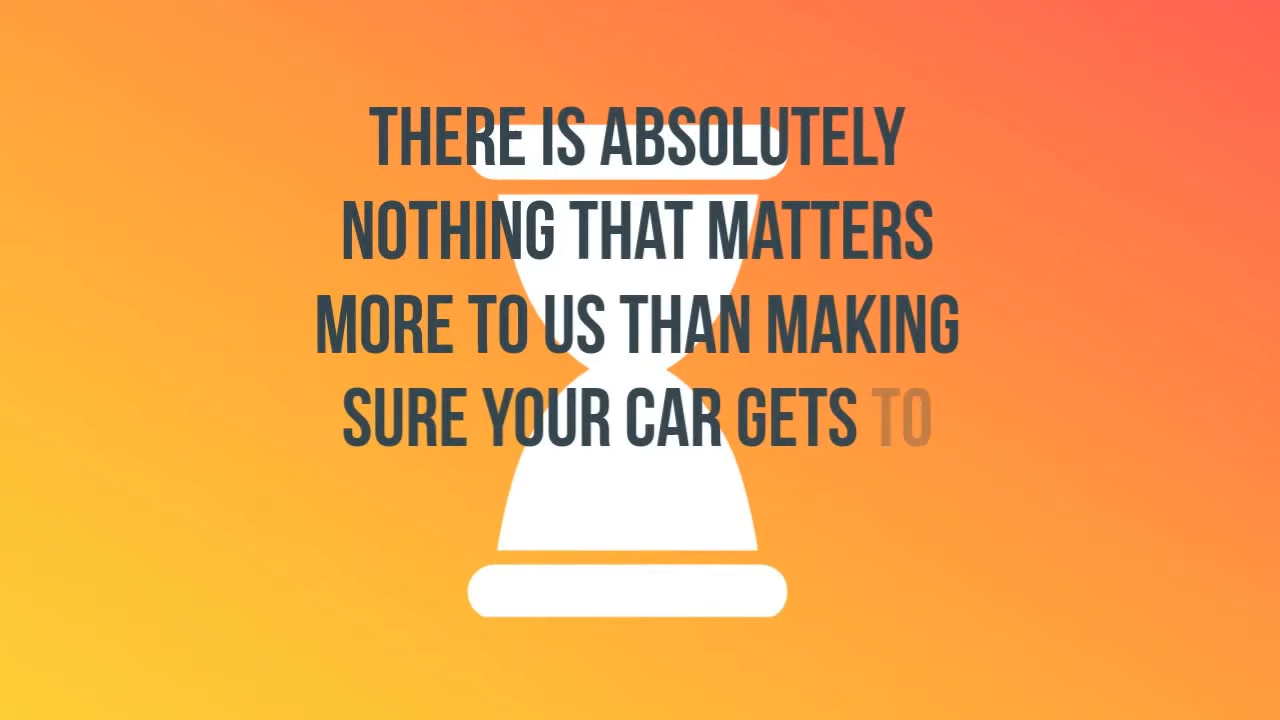 THERE IS ABSOLUTELY
NOTHING THAT MATTERS
MORE TO US THAN MAKING
SURE YOUR CAR GETS TO